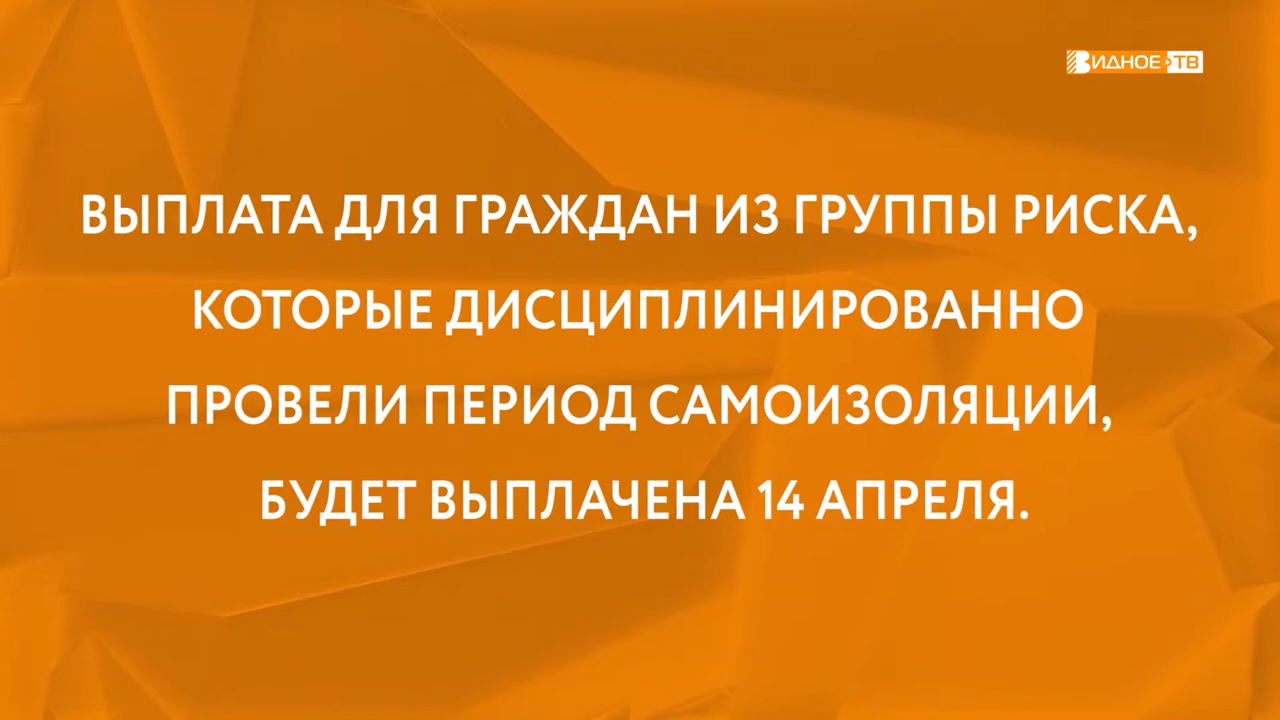 ВИДНОЕ ТВ
ВЫПЛАТА ДЛЯ ГРАЖДАН ИЗ ГРУППЫ РИСКА,
КОТОРЫЕ ДИСЦИПЛИНИРОВАННО
ПРОВЕЛИ ПЕРИОД САМОИЗОЛЯЦИИ,
БУДЕТ ВЫПЛАЧЕНА 14 АПРЕЛЯ.